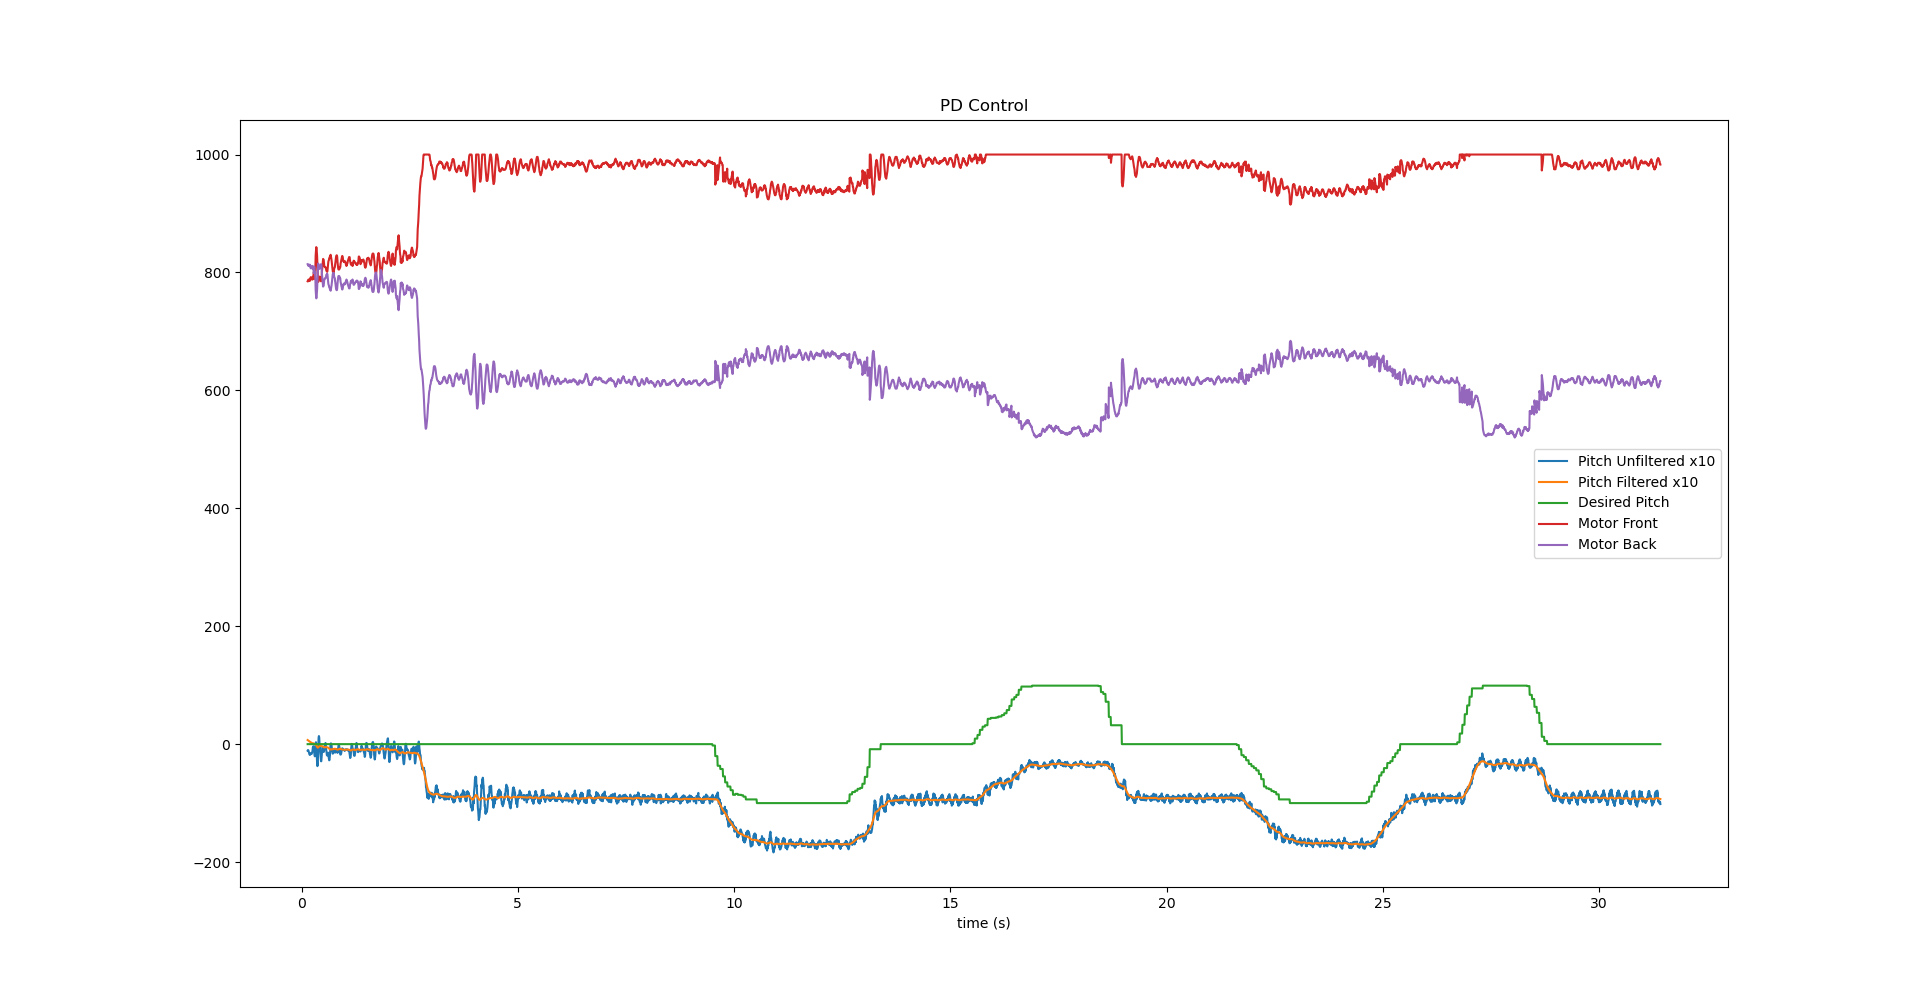 PD Control
1000
800
600
400
200
0
−200
0 5 10 15 20 25 30
time (s)
Pitch Unfiltered x10
Pitch Filtered x10
Desired Pitch
Motor Front
Motor Back